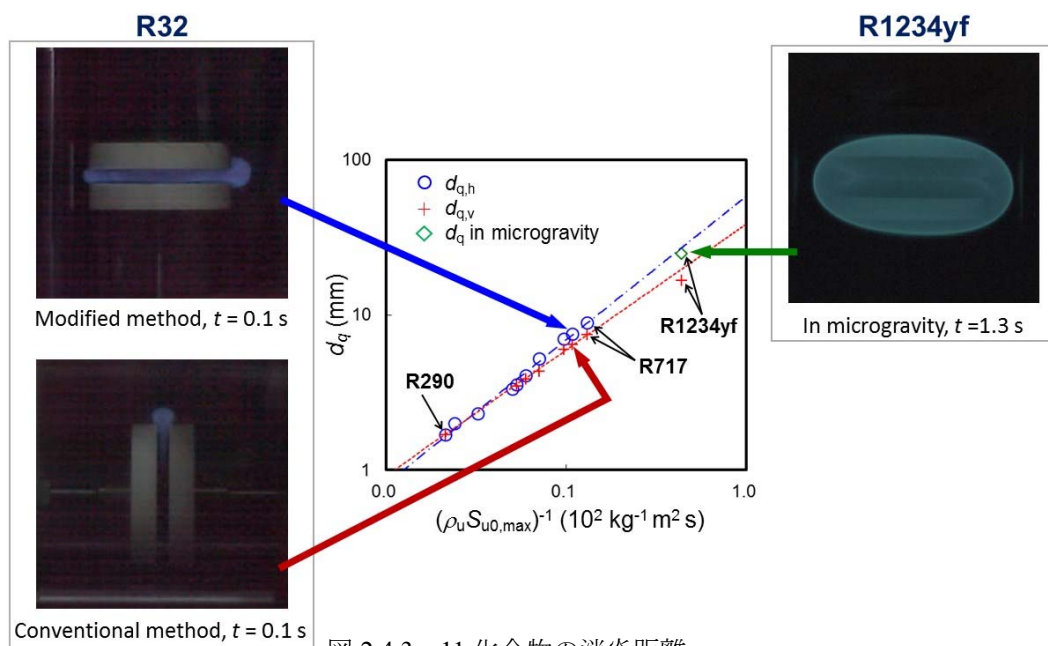 R32
R1234yf
Modified method, t = 0.1 s
Conventional method, t = 0.1 s
In microgravity, t =1.3 s
100
10
1
d_q (mm)
d_q,h
d_q,v
d_q in microgravity
R290
R717
R1234yf
0.0
0.1
1.0
(ρ_uS_u0,max)^-1 (10^2 kg^-1 m^2 s)
図 2.4.3 11 化合物の消炎距離